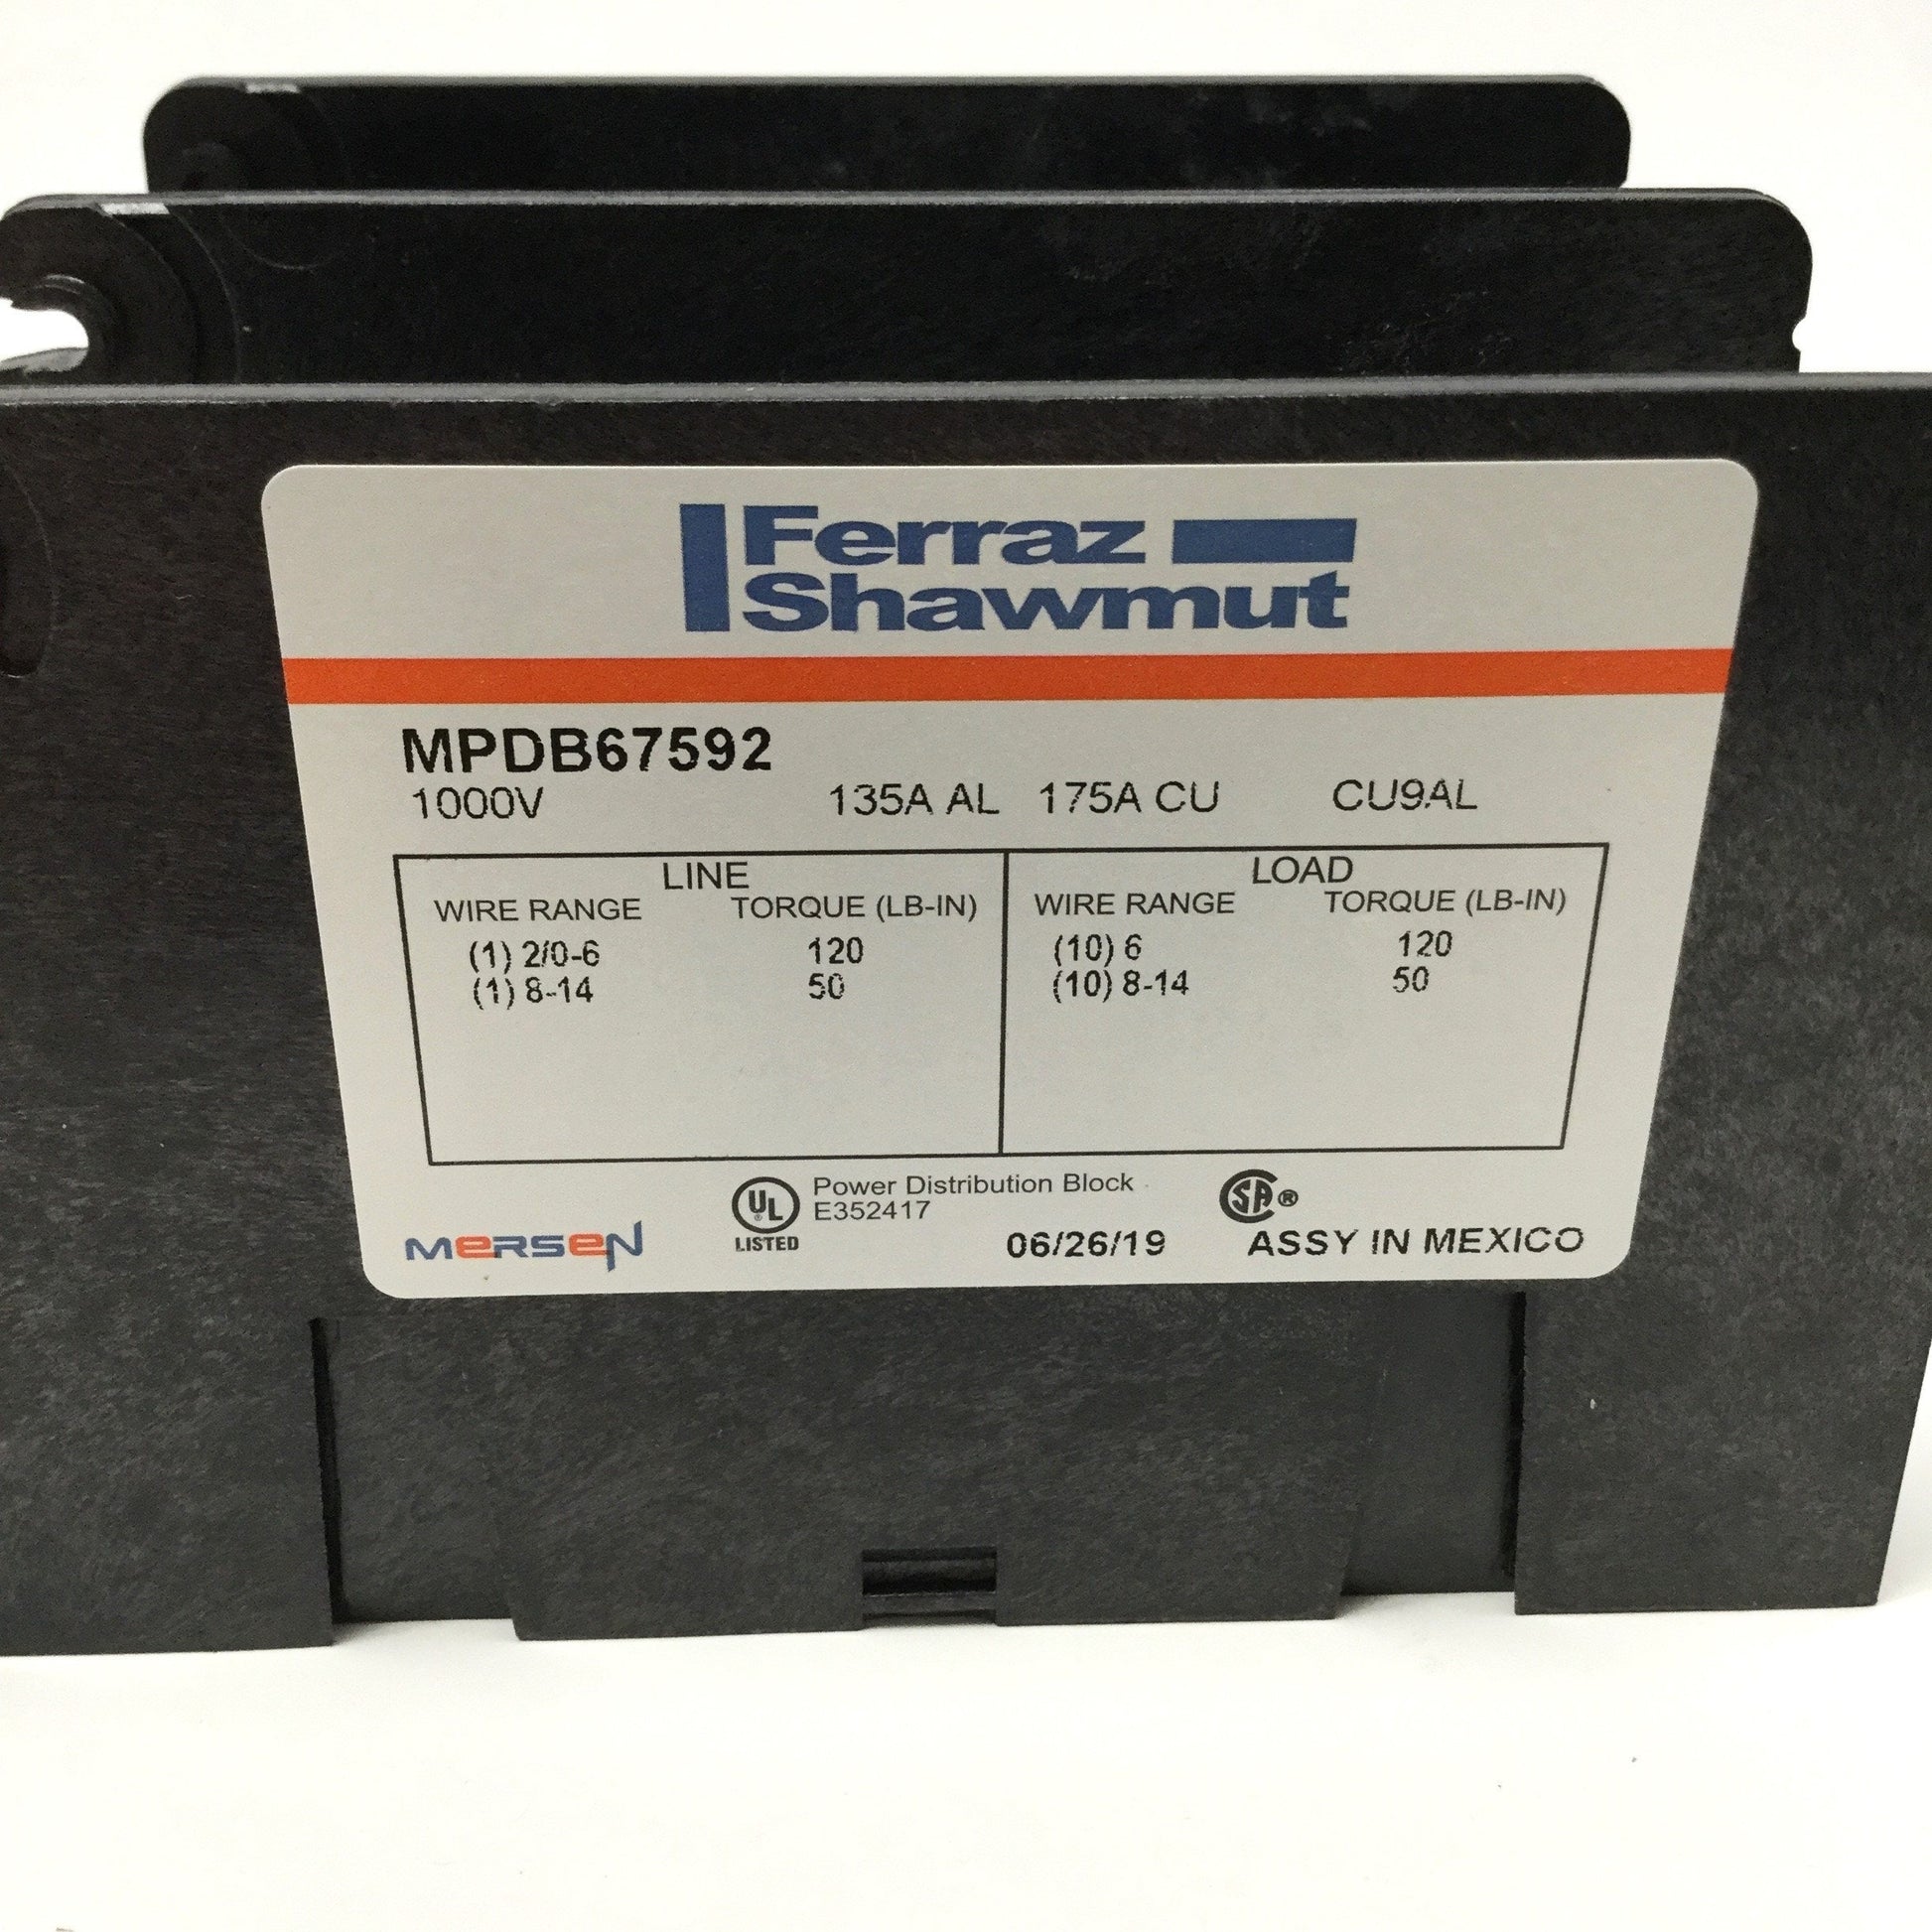 Ferraz
Shawmut
MPDB67592
1000V 135A AL 175A CU CU9AL
LINE LOAD
WIRE RANGE TORQUE (LB-IN) WIRE RANGE TORQUE (LB-IN)
(1) 2/0-6 120 (10) 6 120
(1) 8-14 50 (10) 8-14 50
UL LISTED
Power Distribution Block
E352417
SA®
MERSEN 06/26/19 ASSY IN MEXICO